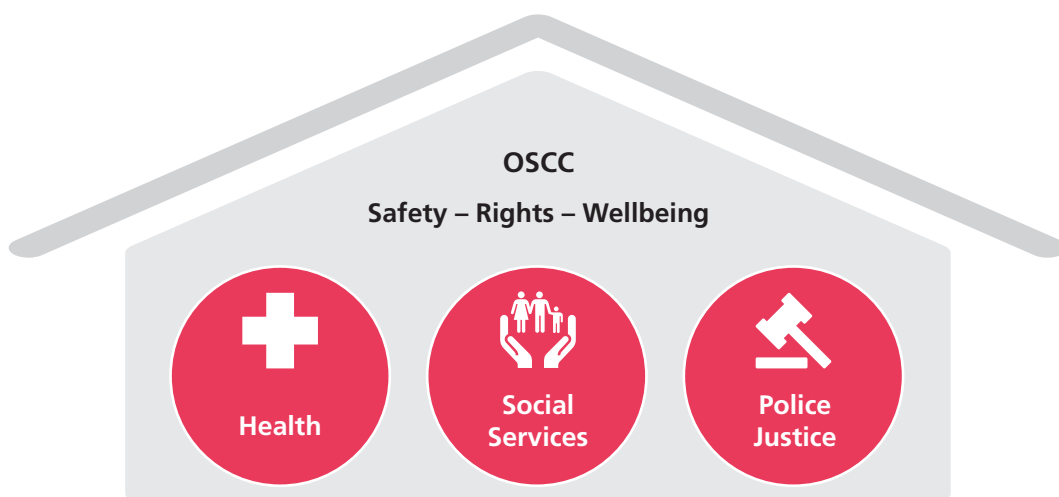 OSCC
Safety – Rights – Wellbeing
Health
Social
Services
Police
Justice